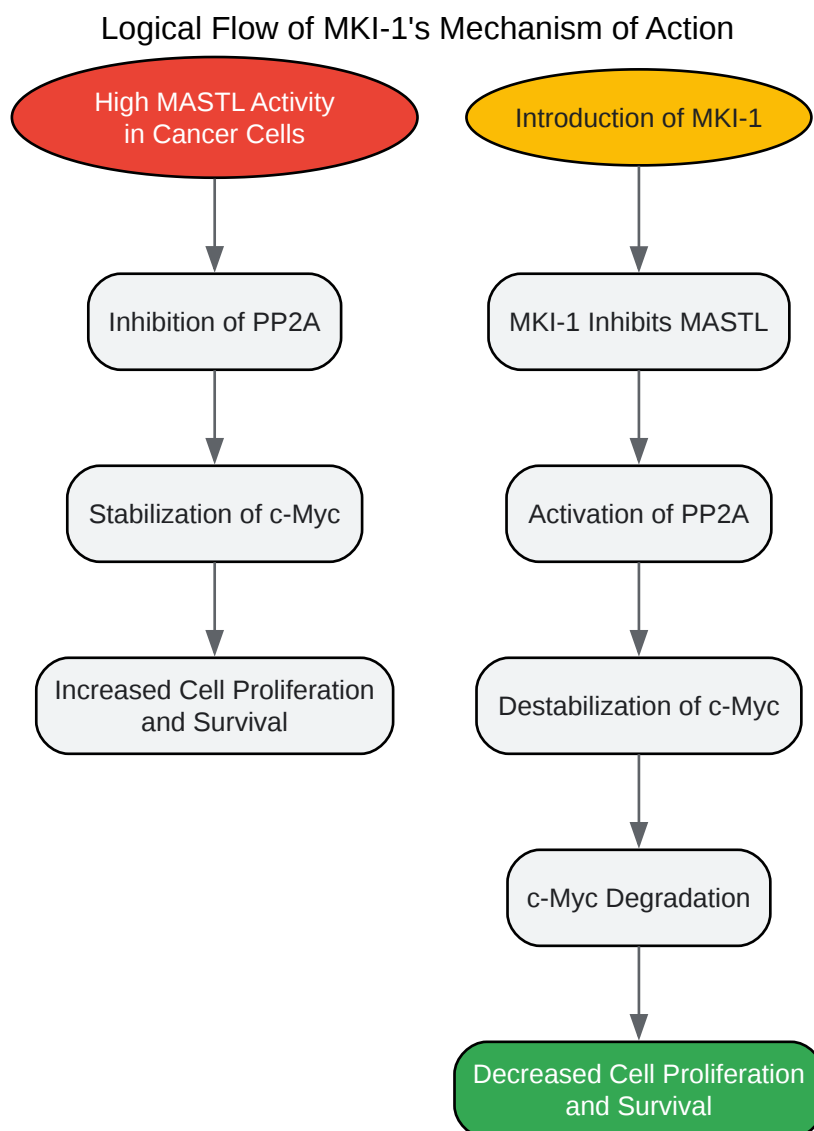 Logical Flow of MKI-1's Mechanism of Action
High MASTL Activity
in Cancer Cells
Inhibition of PP2A
Stabilization of c-Myc
Increased Cell Proliferation
and Survival
Introduction of MKI-1
MKI-1 Inhibits MASTL
Activation of PP2A
Destabilization of c-Myc
c-Myc Degradation
Decreased Cell Proliferation
and Survival